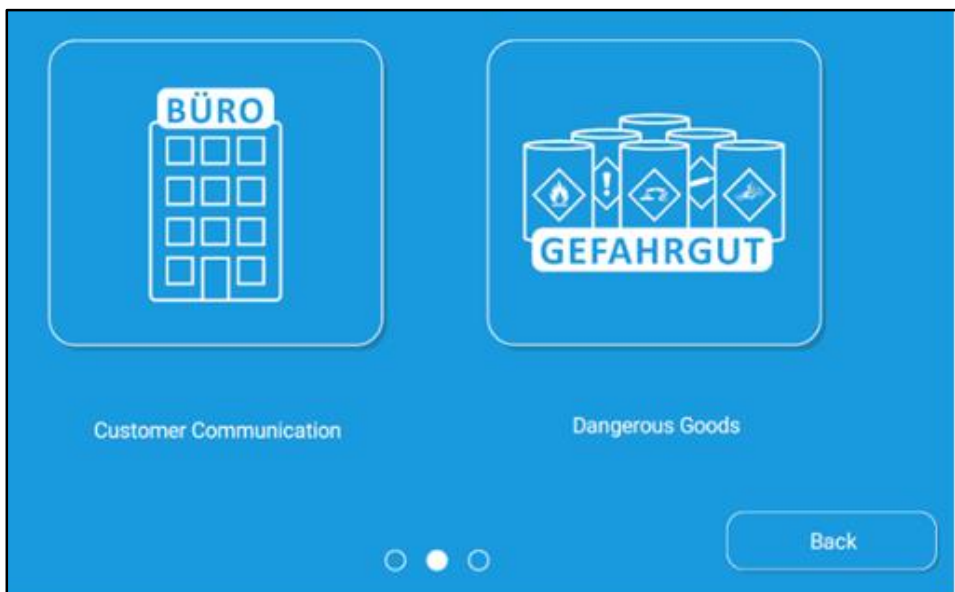 BÜRO
GEFAHRGUT
Customer Communication
Dangerous Goods
Back